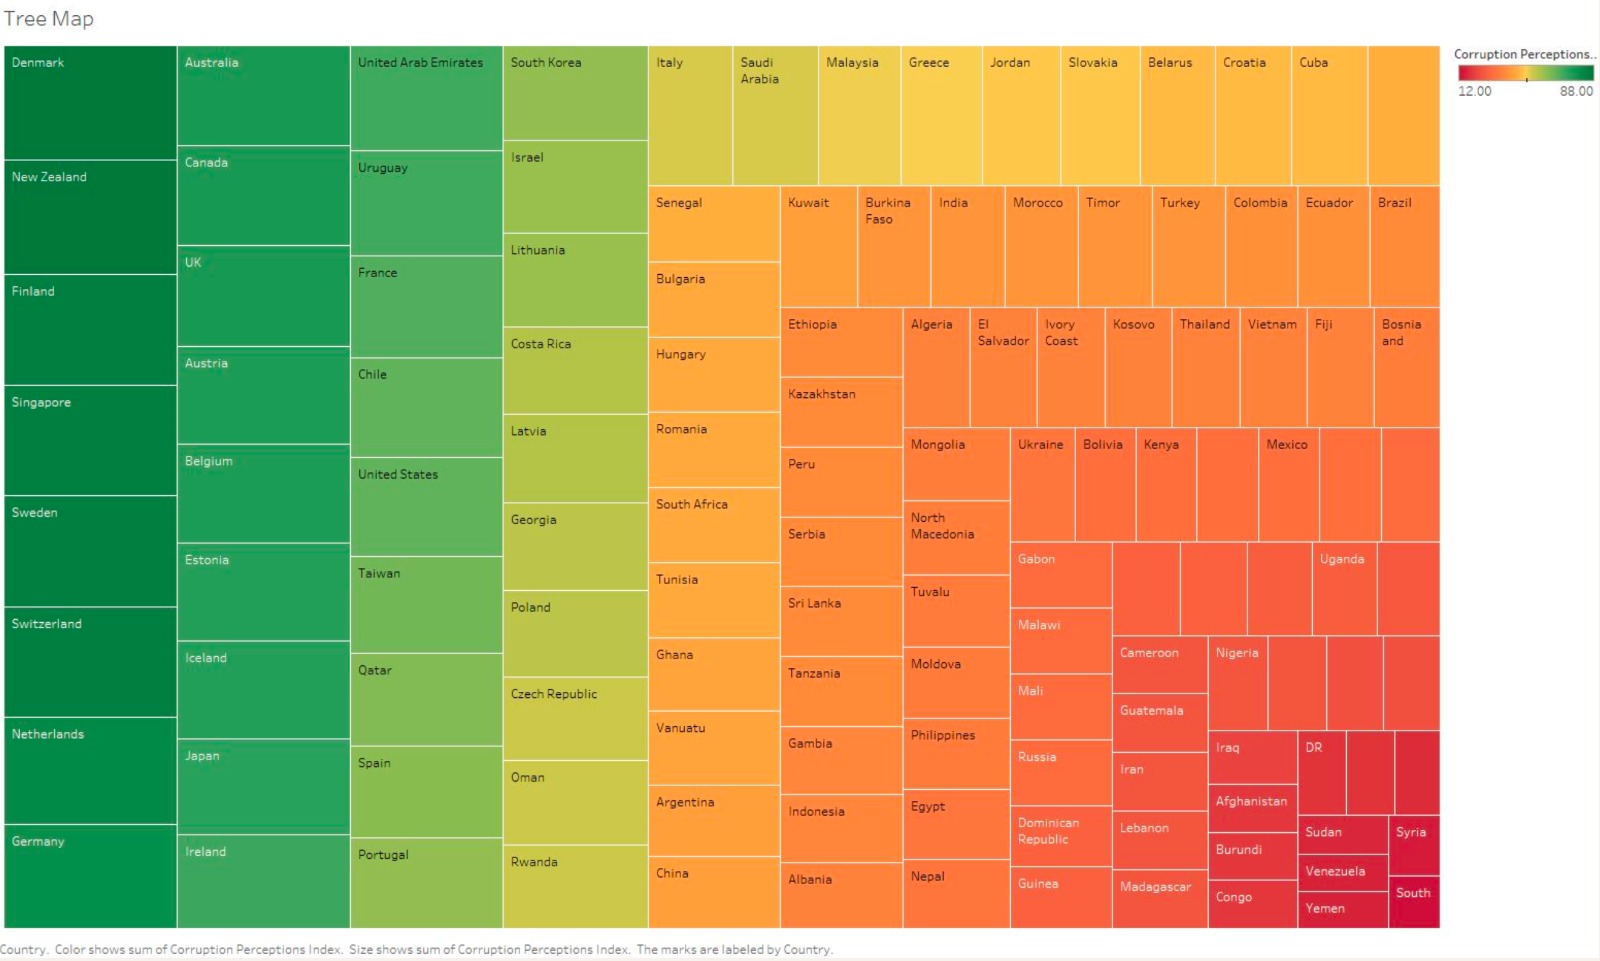 Tree Map
Corruption Perceptions..
12.00
88.00
Denmark
New Zealand
Finland
Singapore
Sweden
Switzerland
Netherlands
Germany
Australia
Canada
UK
Austria
Belgium
Estonia
Iceland
Japan
Ireland
United Arab Emirates
Uruguay
France
Chile
United States
Taiwan
Qatar
Spain
Portugal
South Korea
Israel
Lithuania
Costa Rica
Latvia
Georgia
Poland
Czech Republic
Oman
Rwanda
Italy
Saudi
Arabia
Malaysia
Greece
Jordan
Slovakia
Belarus
Croatia
Cuba
Senegal
Bulgaria
Hungary
Romania
South Africa
Tunisia
Ghana
Vanuatu
Argentina
China
Kuwait
Burkina
Faso
India
Morocco
Timor
Turkey
Colombia
Ecuador
Brazil
Ethiopia
Kazakhstan
Peru
Serbia
Sri Lanka
Tanzania
Gambia
Indonesia
Albania
Algeria
El
Salvador
Ivory
Coast
Kosovo
Thailand
Vietnam
Fiji
Bosnia
and
Mongolia
North
Macedonia
Tuvalu
Moldova
Philippines
Egypt
Nepal
Ukraine
Bolivia
Kenya
Mexico
Gabon
Malawi
Mali
Russia
Dominican
Republic
Guinea
Uganda
Cameroon
Guatemala
Iran
Lebanon
Madagascar
Nigeria
Iraq
Afghanistan
Burundi
Congo
DR
Sudan
Venezuela
Yemen
Syria
South
Country. Color shows sum of Corruption Perceptions Index. Size shows sum of Corruption Perceptions Index. The marks are labeled by Country.